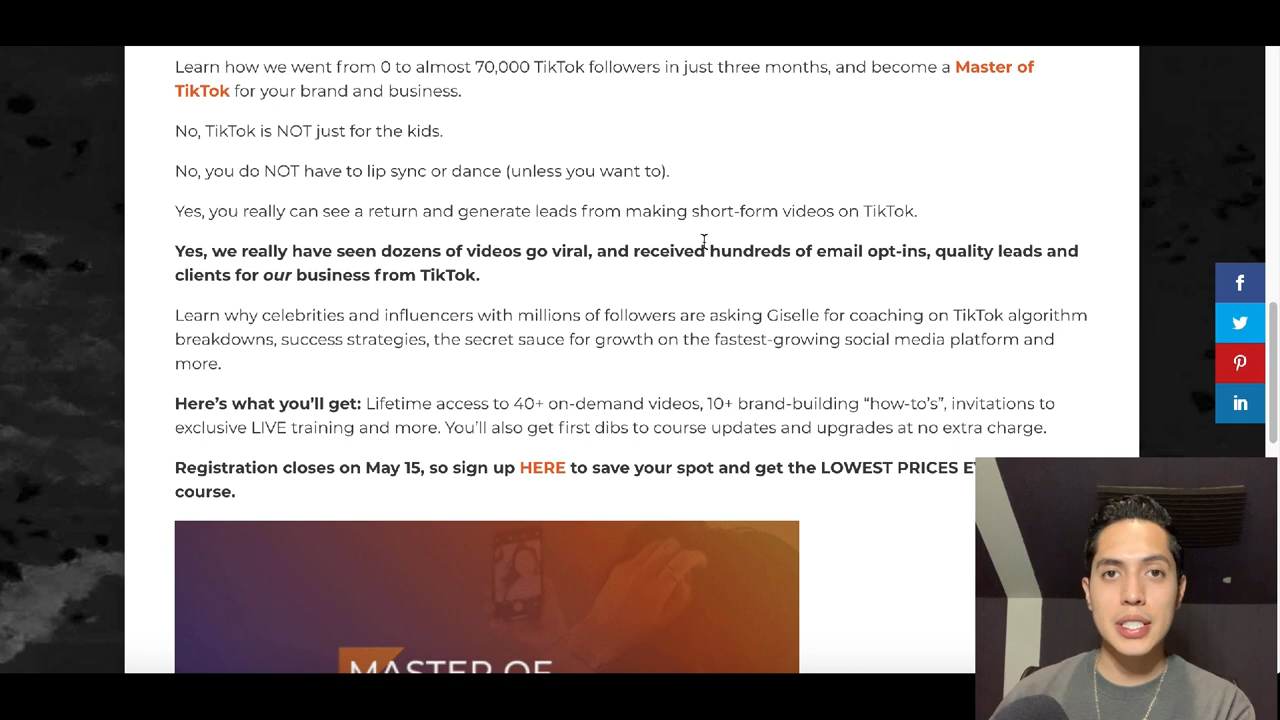 Learn how we went from 0 to almost 70,000 TikTok followers in just three months, and become a Master of
TikTok for your brand and business.
No, TikTok is NOT just for the kids.
No, you do NOT have to lip sync or dance (unless you want to).
Yes, you really can see a return and generate leads from making short-form videos on TikTok.
Yes, we really have seen dozens of videos go viral, and received hundreds of email opt-ins, quality leads and
clients for our business from TikTok.
Learn why celebrities and influencers with millions of followers are asking Giselle for coaching on TikTok algorithm
breakdowns, success strategies, the secret sauce for growth on the fastest-growing social media platform and
more.
Here's what you'll get: Lifetime access to 40+ on-demand videos, 10+ brand-building “how-to's”, invitations to
exclusive LIVE training and more. You'll also get first dibs to course updates and upgrades at no extra charge.
Registration closes on May 15, so sign up HERE to save your spot and get the LOWEST PRICES
course.
MASTER OF